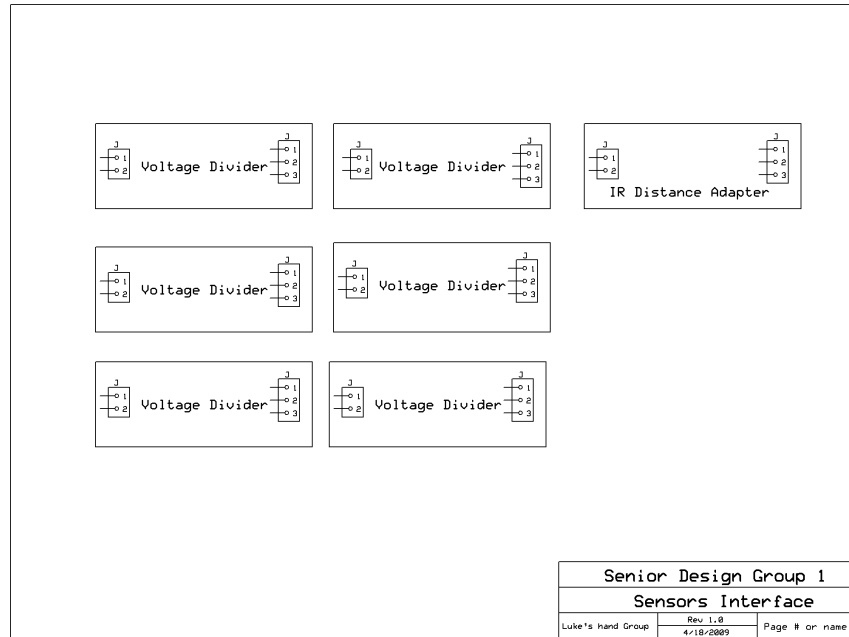 J
1
2
Voltage Divider
J
1
2
3
J
1
2
Voltage Divider
J
1
2
3
J
1
2
IR Distance Adapter
J
1
2
3
J
1
2
Voltage Divider
J
1
2
3
J
1
2
Voltage Divider
J
1
2
3
J
1
2
Voltage Divider
J
1
2
3
J
1
2
Voltage Divider
J
1
2
3
Senior Design Group 1
Sensors Interface
Luke's hand Group
Rev 1.0
4/18/2009
Page # or name